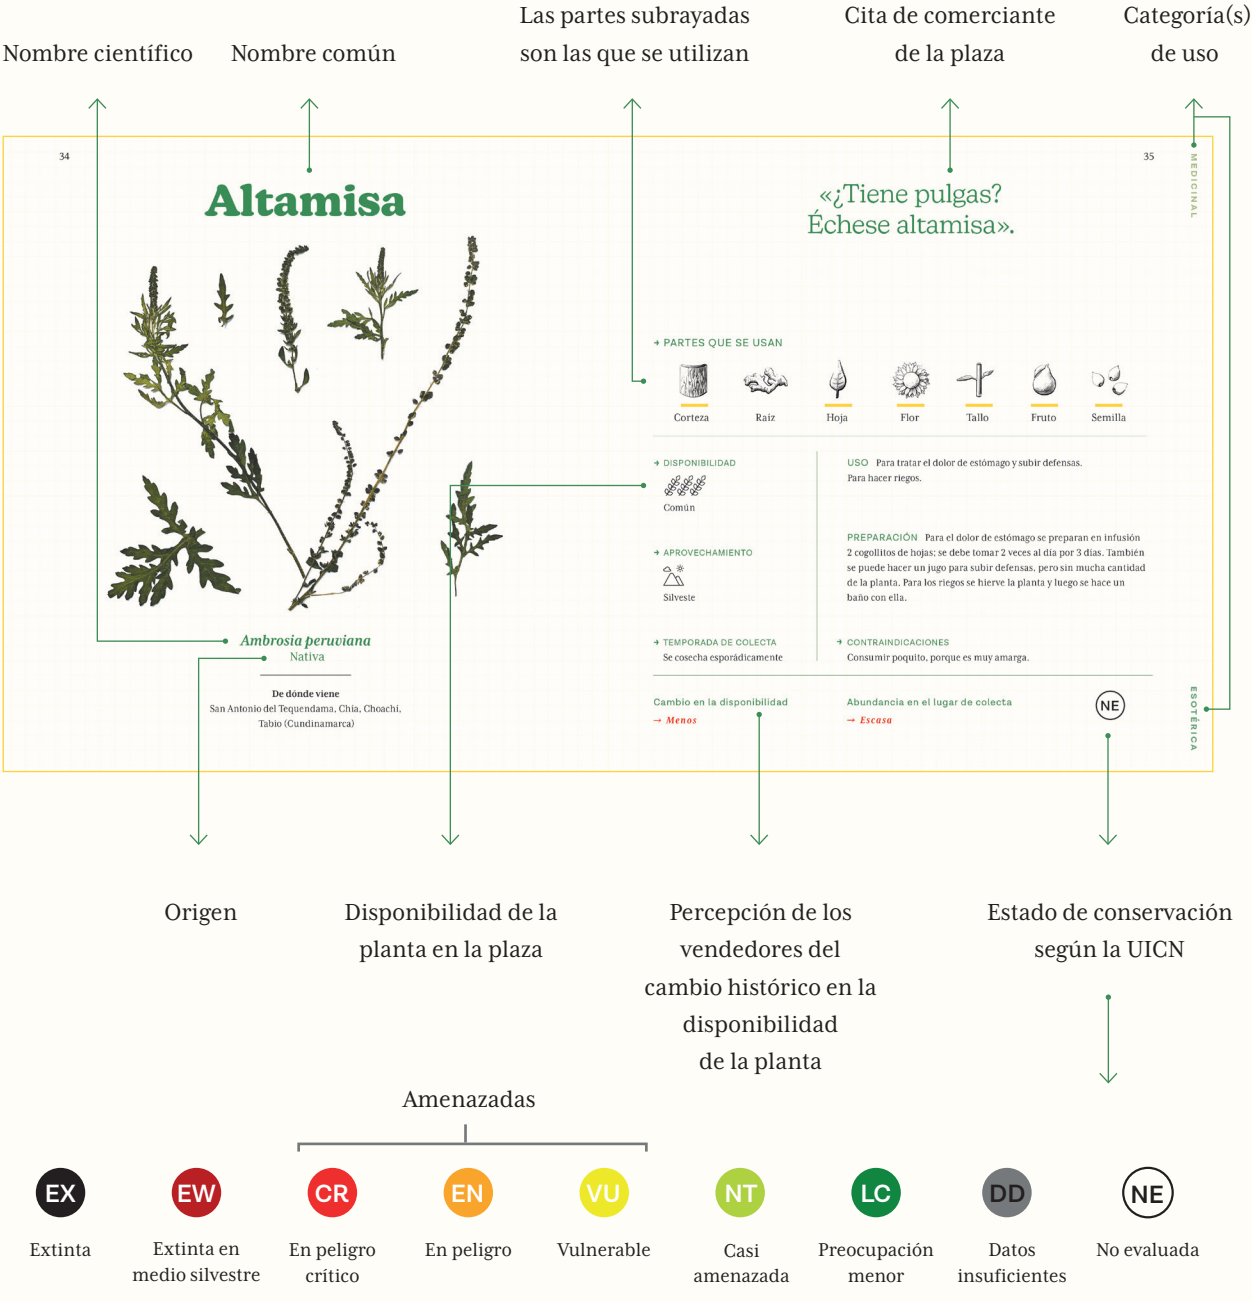 Nombre científico
Nombre común
Las partes subrayadas
son las que se utilizan
Cita de comerciante
de la plaza
Categoría(s)
de uso
34
Altamisa
Ambrosia peruviana
Nativa
De dónde viene
San Antonio del Tequendama, Chia, Choachi,
Tabio (Cundinamarca)
35
MEDICINAL
«¿Tiene pulgas?
Échese altamisa».
→ PARTES QUE SE USAN
Corteza
Raiz
Hoja
Flor
Tallo
Fruto
Semilla
→ DISPONIBILIDAD
Común
→ APROVECHAMIENTO
Silveste
→ TEMPORADA DE COLECTA
Se cosecha esporádicamente
USO Para tratar el dolor de estómago y subir defensas.
Para hacer riegos.
PREPARACIÓN Para el dolor de estómago se preparan en infusión
2 cogollitos de hojas; se debe tomar 2 veces al día por 3 días. También
se puede hacer un jugo para subir defensas, pero sin mucha cantidad
de la planta. Para los riegos se hierve la planta y luego se hace un
baño con ella.
→ CONTRAINDICACIONES
Consumir poquito, porque es muy amarga.
Cambio en la disponibilidad
→ Menos
Abundancia en el lugar de colecta
→ Escasa
NE
ESOTÉRICA
Origen
Disponibilidad de la
planta en la plaza
Percepción de los
vendedores del
cambio histórico en la
disponibilidad
de la planta
Estado de conservación
según la UICN
Amenazadas
EX
Extinta
EW
Extinta en
medio silvestre
CR
En peligro
crítico
EN
En peligro
VU
Vulnerable
NT
Casi
amenazada
LC
Preocupación
menor
DD
Datos
insuficientes
NE
No evaluada